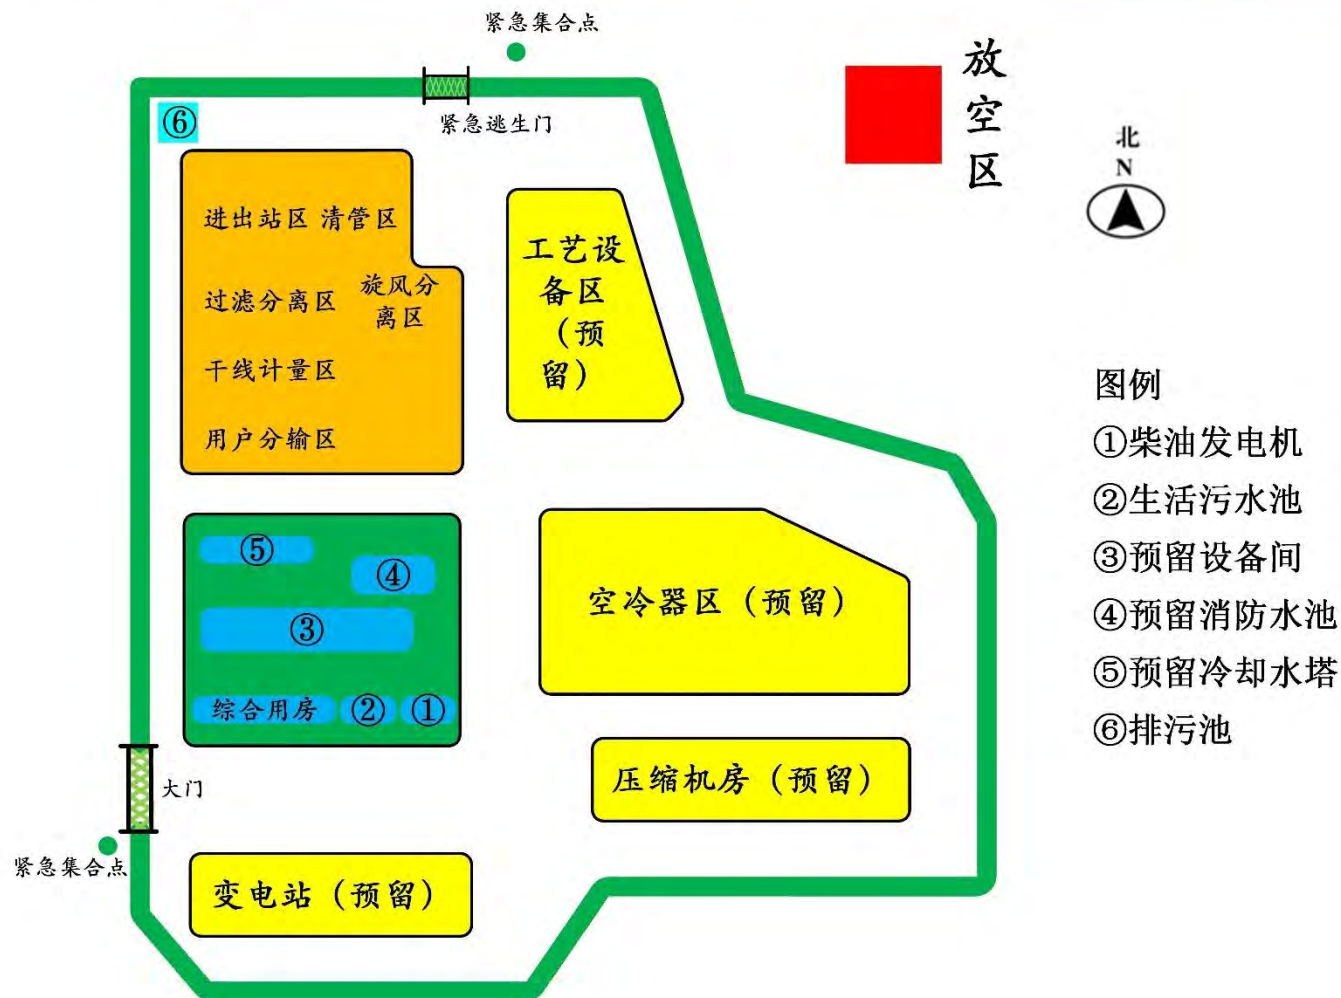 紧急集合点
紧急逃生门
放
空
区
北
N
⑥
进出站区 清管区
过滤分离区
旋风分
离区
干线计量区
用户分输区
工艺设
备区
（预
留）
⑤
④
③
综合用房
②
①
空冷器区（预留）
压缩机房（预留）
大门
紧急集合点
变电站（预留）
图例
①柴油发电机
②生活污水池
③预留设备间
④预留消防水池
⑤预留冷却水塔
⑥排污池